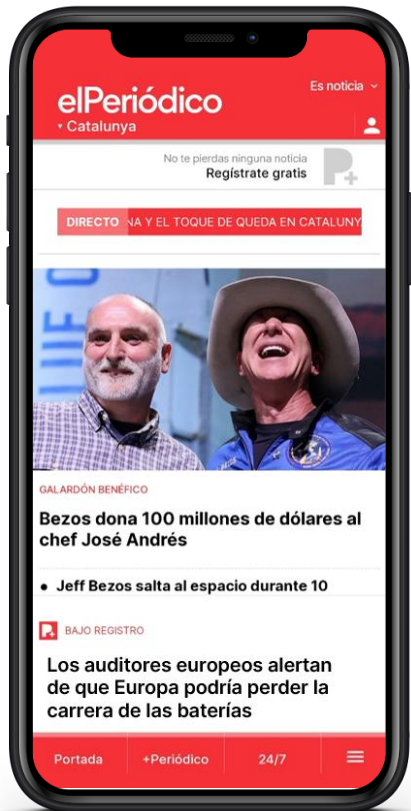 Es noticia
elPeriódico
Catalunya
No te pierdas ninguna noticia
Regístrate gratis
P+
DIRECTO NA Y EL TOQUE DE QUEDA EN CATALUNY
BLUE O
GALARDÓN BENÉFICO
Bezos dona 100 millones de dólares al
chef José Andrés
• Jeff Bezos salta al espacio durante 10
P+ BAJO REGISTRO
Los auditores europeos alertan
de que Europa podría perder la
carrera de las baterías
Portada +Periódico 24/7